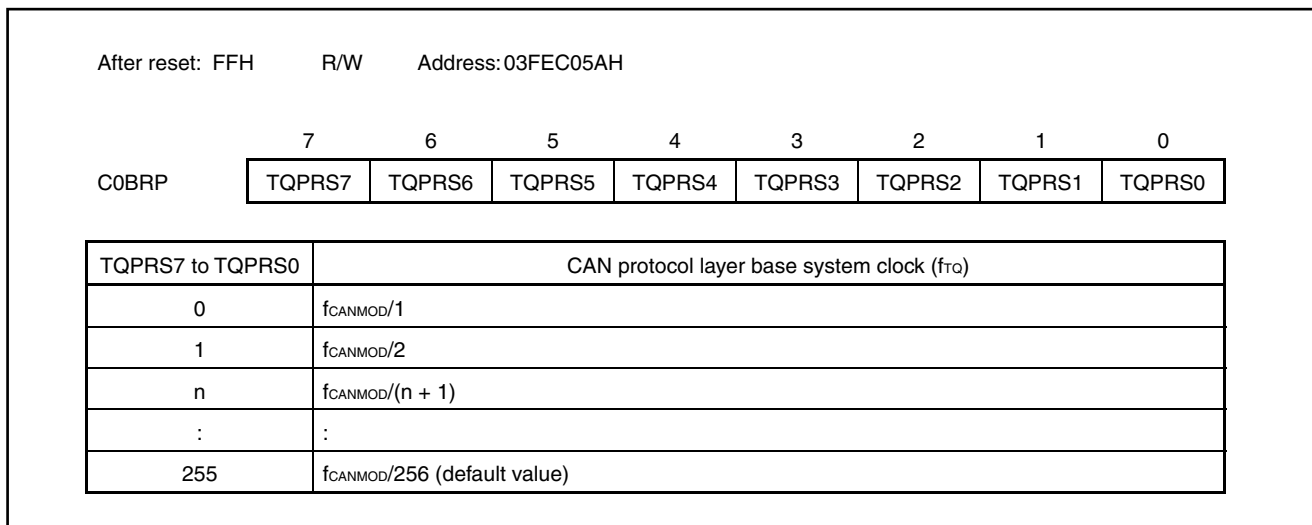 After reset: FFH R/W Address: 03FEC05AH
7 6 5 4 3 2 1 0
C0BRP TQPRS7 TQPRS6 TQPRS5 TQPRS4 TQPRS3 TQPRS2 TQPRS1 TQPRS0
TQPRS7 to TQPRS0 CAN protocol layer base system clock (fTQ)
0 fCANMOD/1
1 fCANMOD/2
n fCANMOD/(n + 1)
: :
255 fCANMOD/256 (default value)